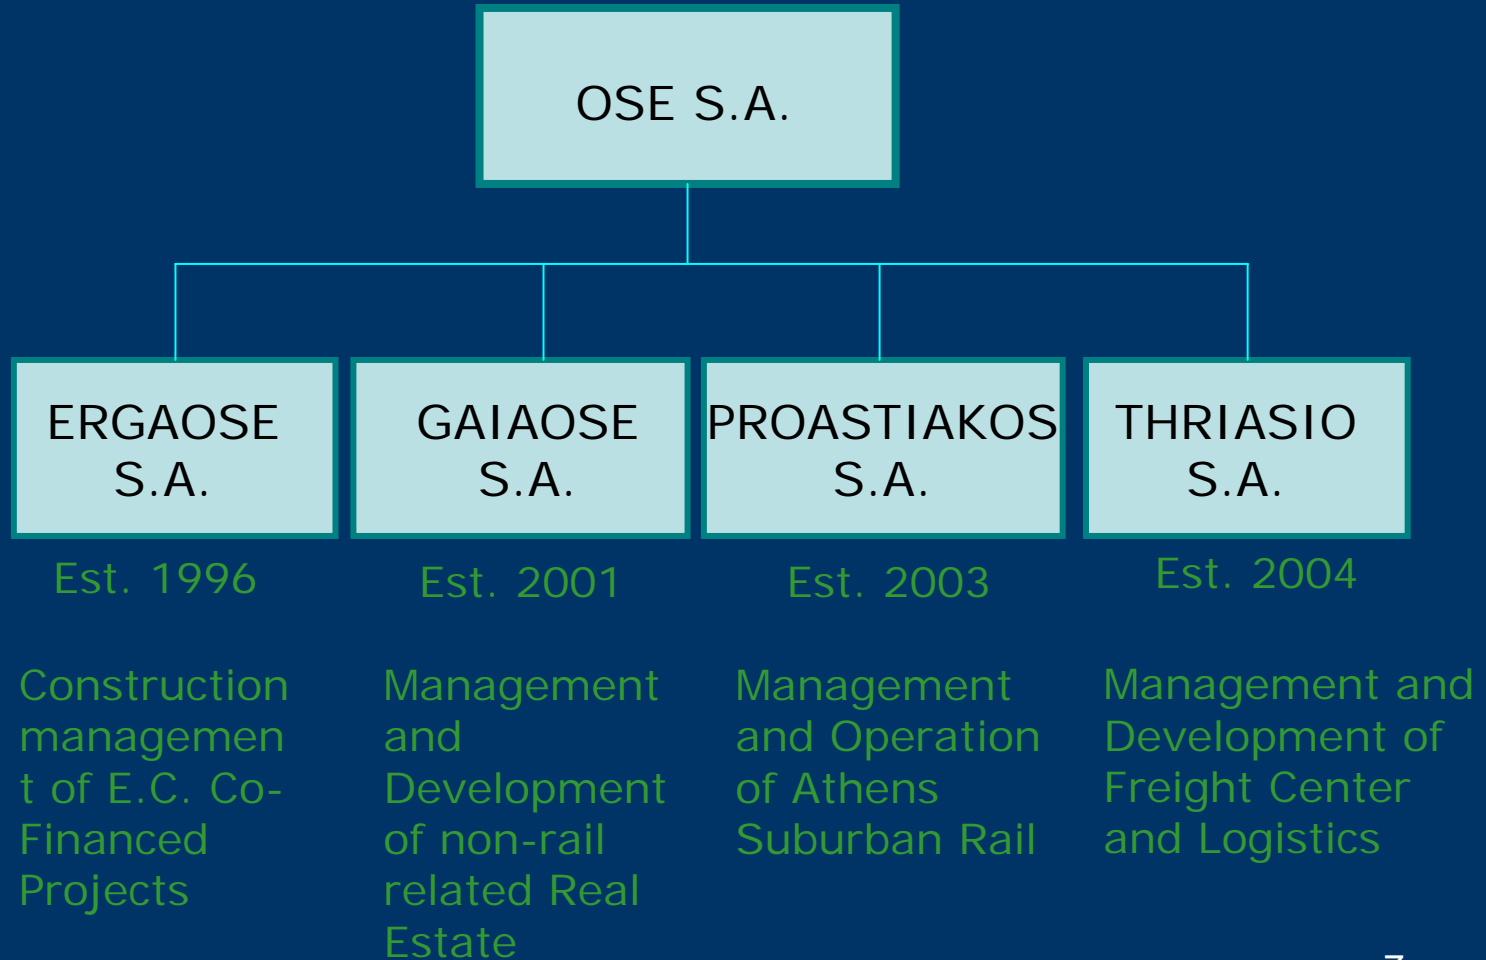 OSE S.A.
ERGAOSE
S.A.
GAIAOSE
S.A.
PROASTIAKOS
S.A.
THRIASIO
S.A.
Est. 1996
Est. 2001
Est. 2003
Est. 2004
Construction
managemen
t of E.C. Co-
Financed
Projects
Management
and
Development
of non-rail
related Real
Estate
Management
and Operation
of Athens
Suburban Rail
Management and
Development of
Freight Center
and Logistics